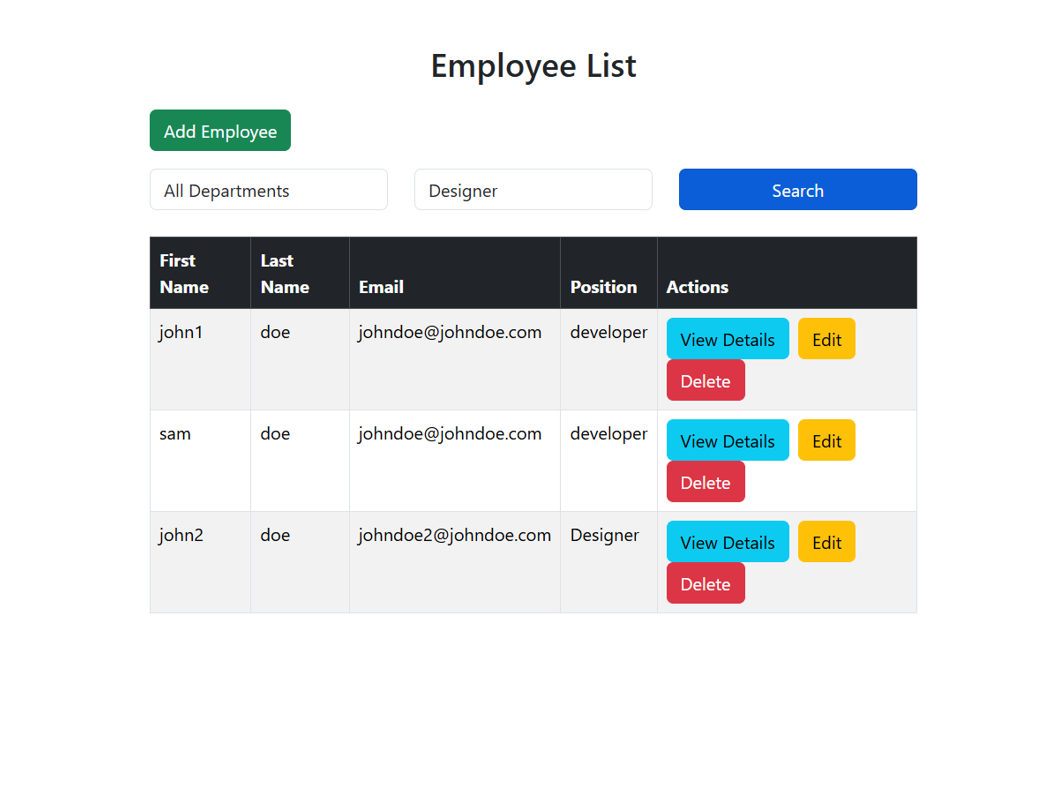 Employee List
Add Employee
All Departments Designer Search
First Name Last Name Email Position Actions
john1 doe johndoe@johndoe.com developer View Details Edit
Delete
sam doe johndoe@johndoe.com developer View Details Edit
Delete
john2 doe johndoe2@johndoe.com Designer View Details Edit
Delete